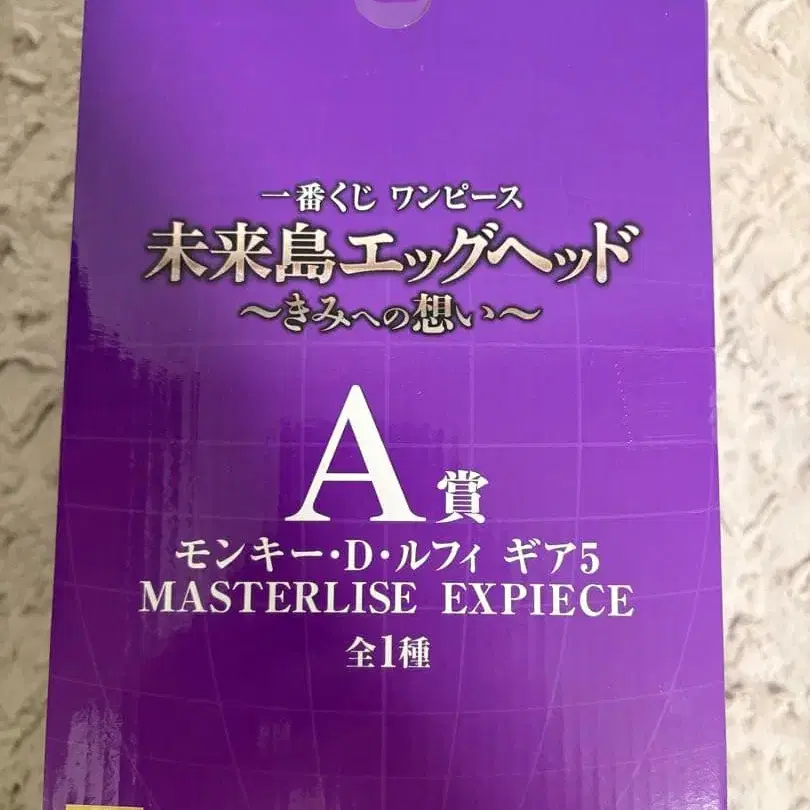 一番くじ ワンピース
未来島エッグヘッド
～きみへの想い～
A賞
モンキー・D・ルフィ ギア5
MASTERLISE EXPIECE
全1種